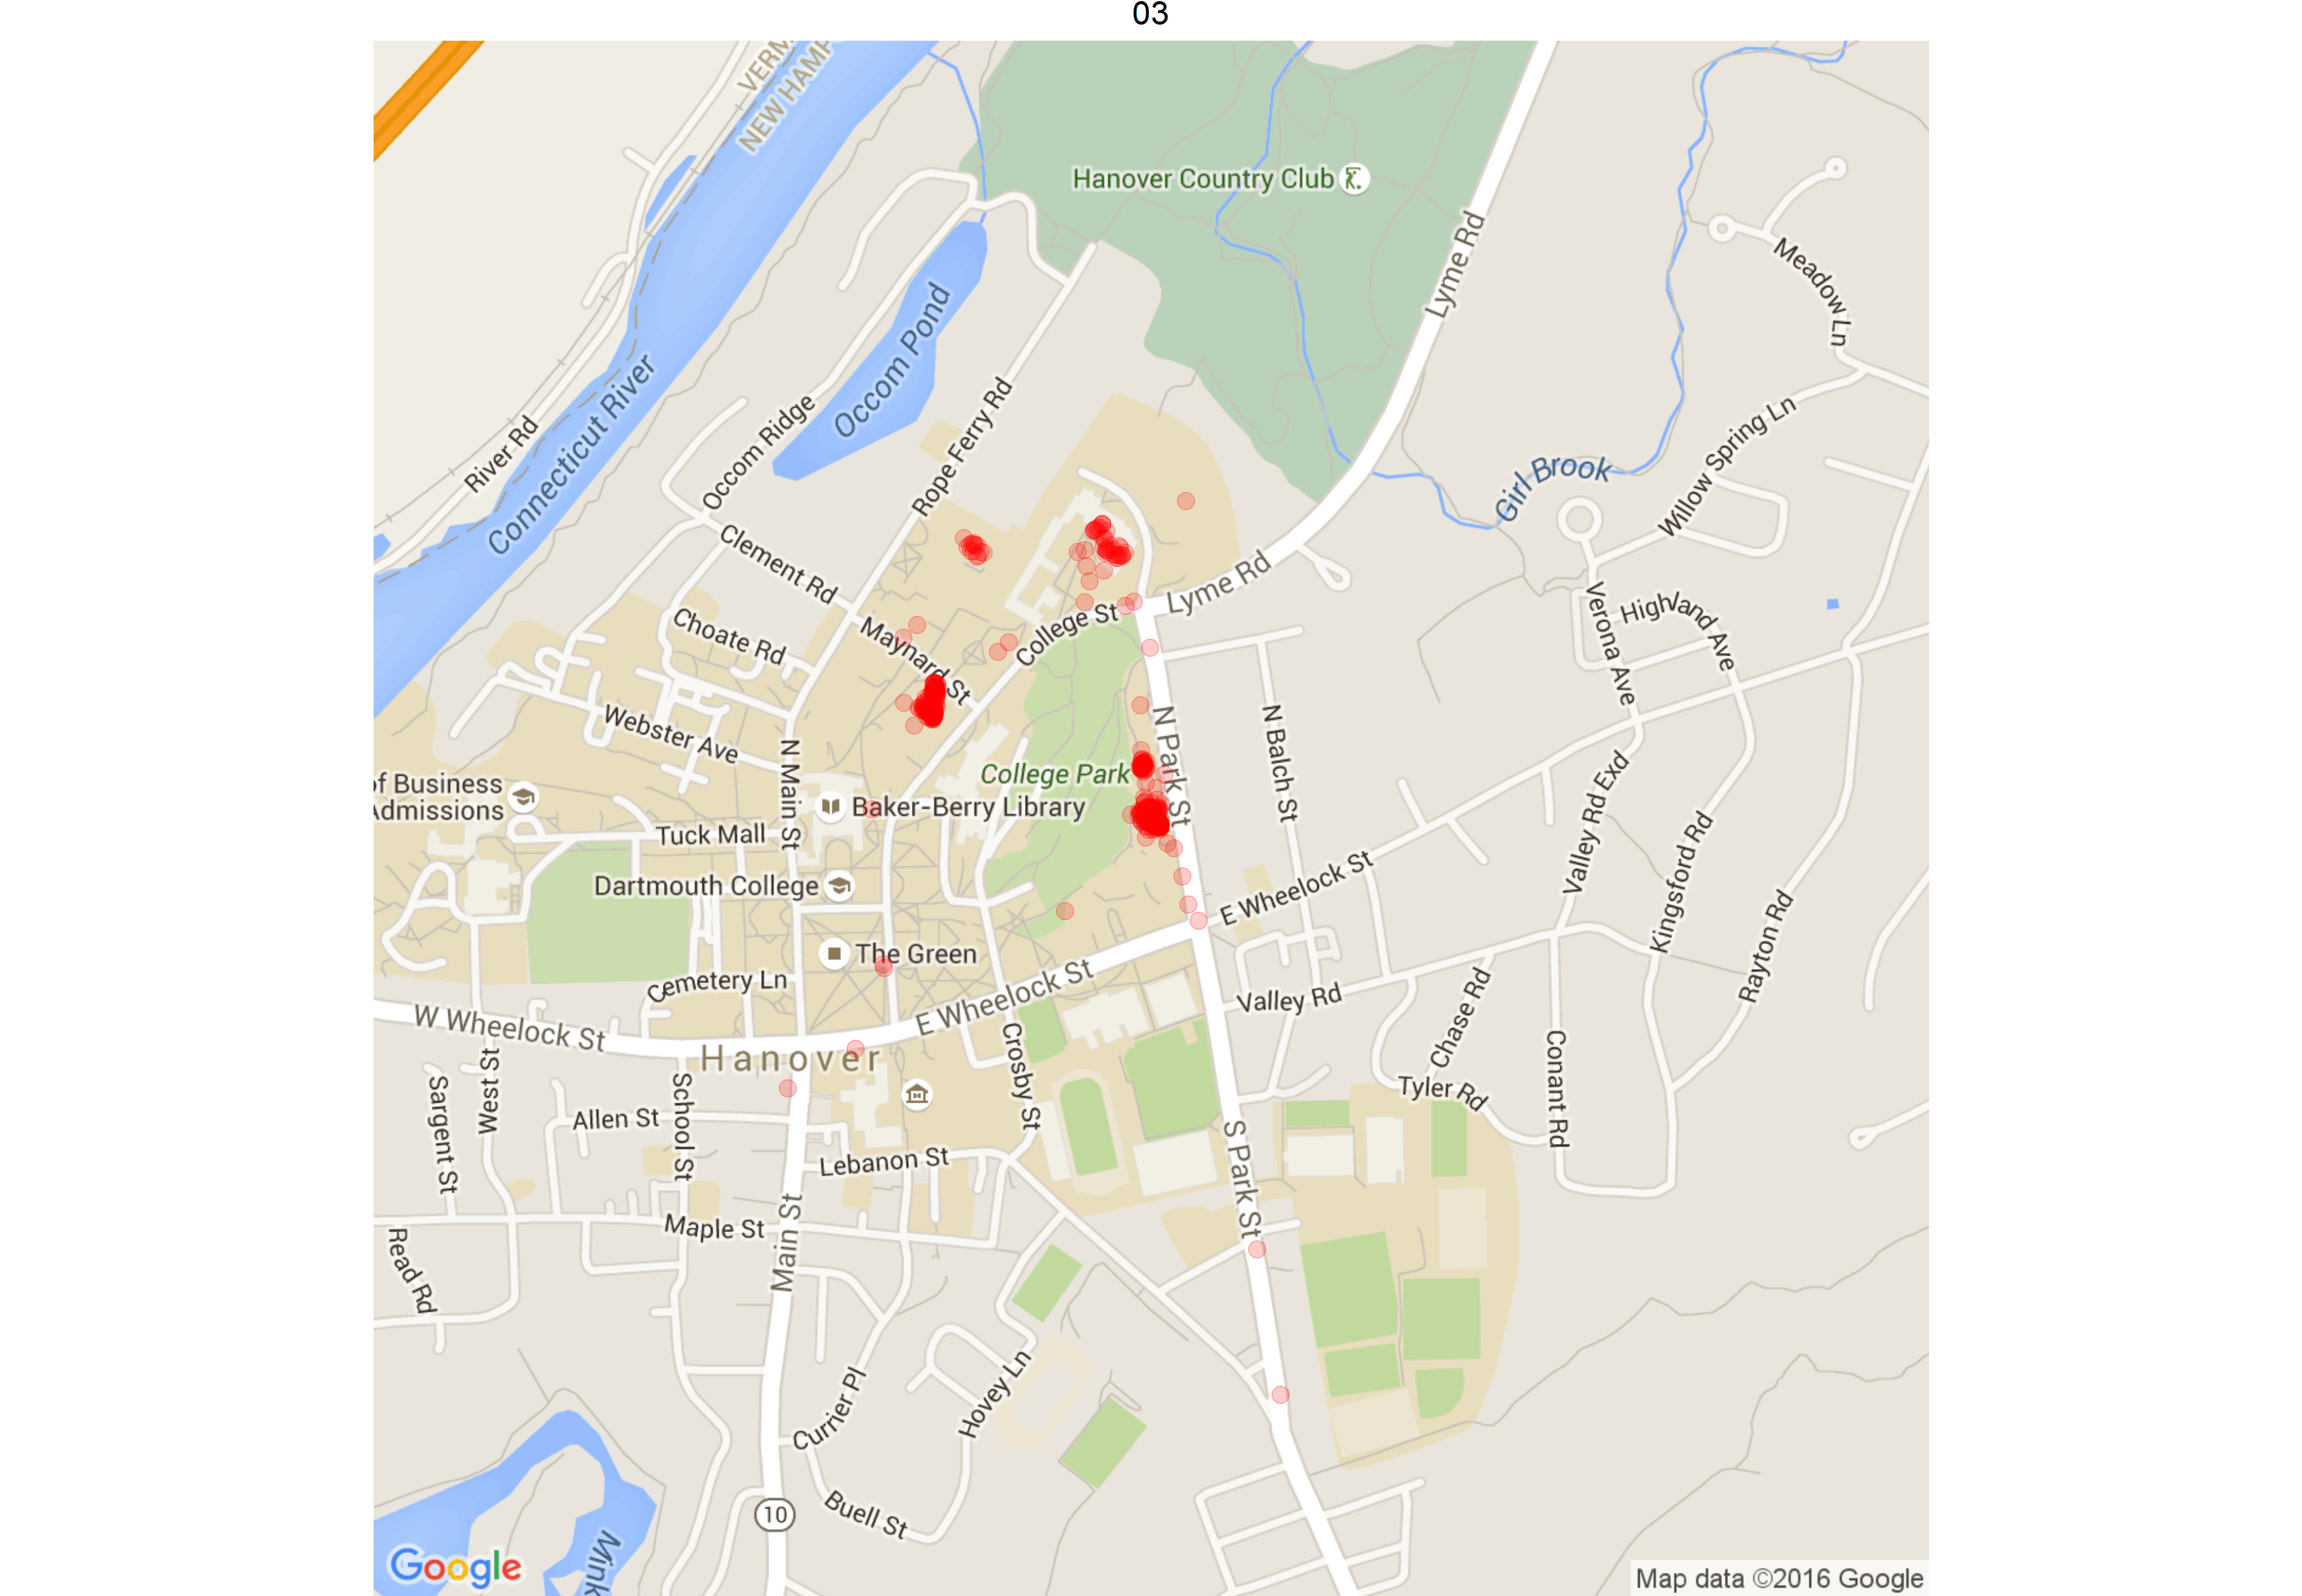 03
VERM
NEW HAMP
Hanover Country Club
Lyme Rd
Meadow Ln
Occom Pond
Connecticut River
River Rd
Occom Ridge
Rope Ferry Rd
Willow Spring Ln
Girl Brook
Clement Rd
Lyme Rd
Highland Ave
Verona Ave
Choate Rd
Maynard St
College St
Webster Ave
N Main St
N Park St
N Balch St
College Park
Valley Rd Exd
of Business
Admissions
Baker-Berry Library
Tuck Mall
Kingsford Rd
Dartmouth College
E Wheelock St
Rayton Rd
The Green
Cemetery Ln
E Wheelock St
Valley Rd
Chase Rd
W Wheelock St
Hanover
Crosby St
Conant Rd
West St
Sargent St
School St
Tyler Rd
Allen St
S Park St
Lebanon St
Maple St
Main St
Read Rd
Currier Pl
Hovey Ln
Buell St
10
Mink
Google
Map data ©2016 Google